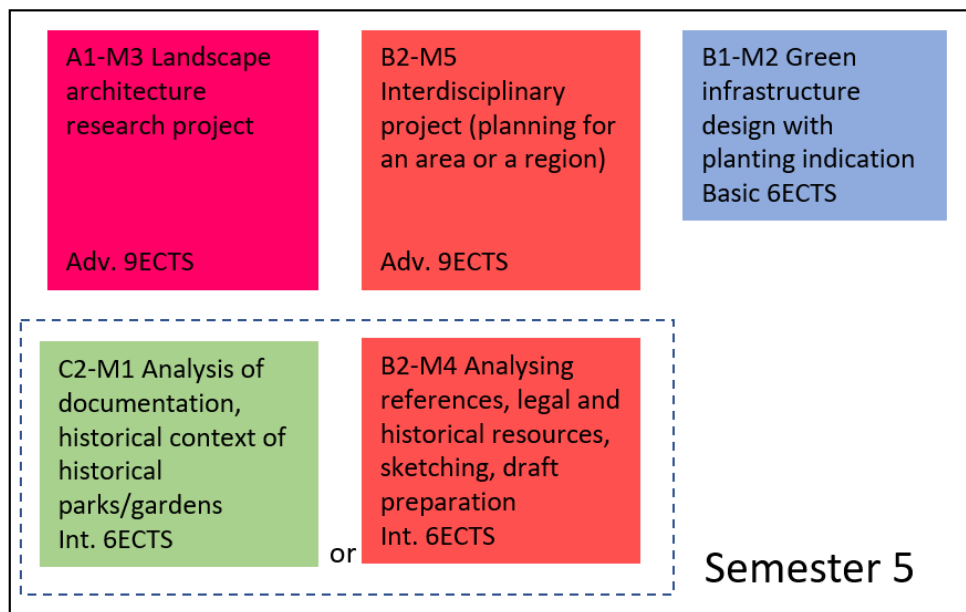 A1-M3 Landscape
architecture
research project
Adv. 9ECTS
B2-M5
Interdisciplinary
project (planning for
an area or a region)
Adv. 9ECTS
B1-M2 Green
infrastructure
design with
planting indication
Basic 6ECTS
C2-M1 Analysis of
documentation,
historical context of
historical
parks/gardens
Int. 6ECTS
or
B2-M4 Analysing
references, legal and
historical resources,
sketching, draft
preparation
Int. 6ECTS
Semester 5